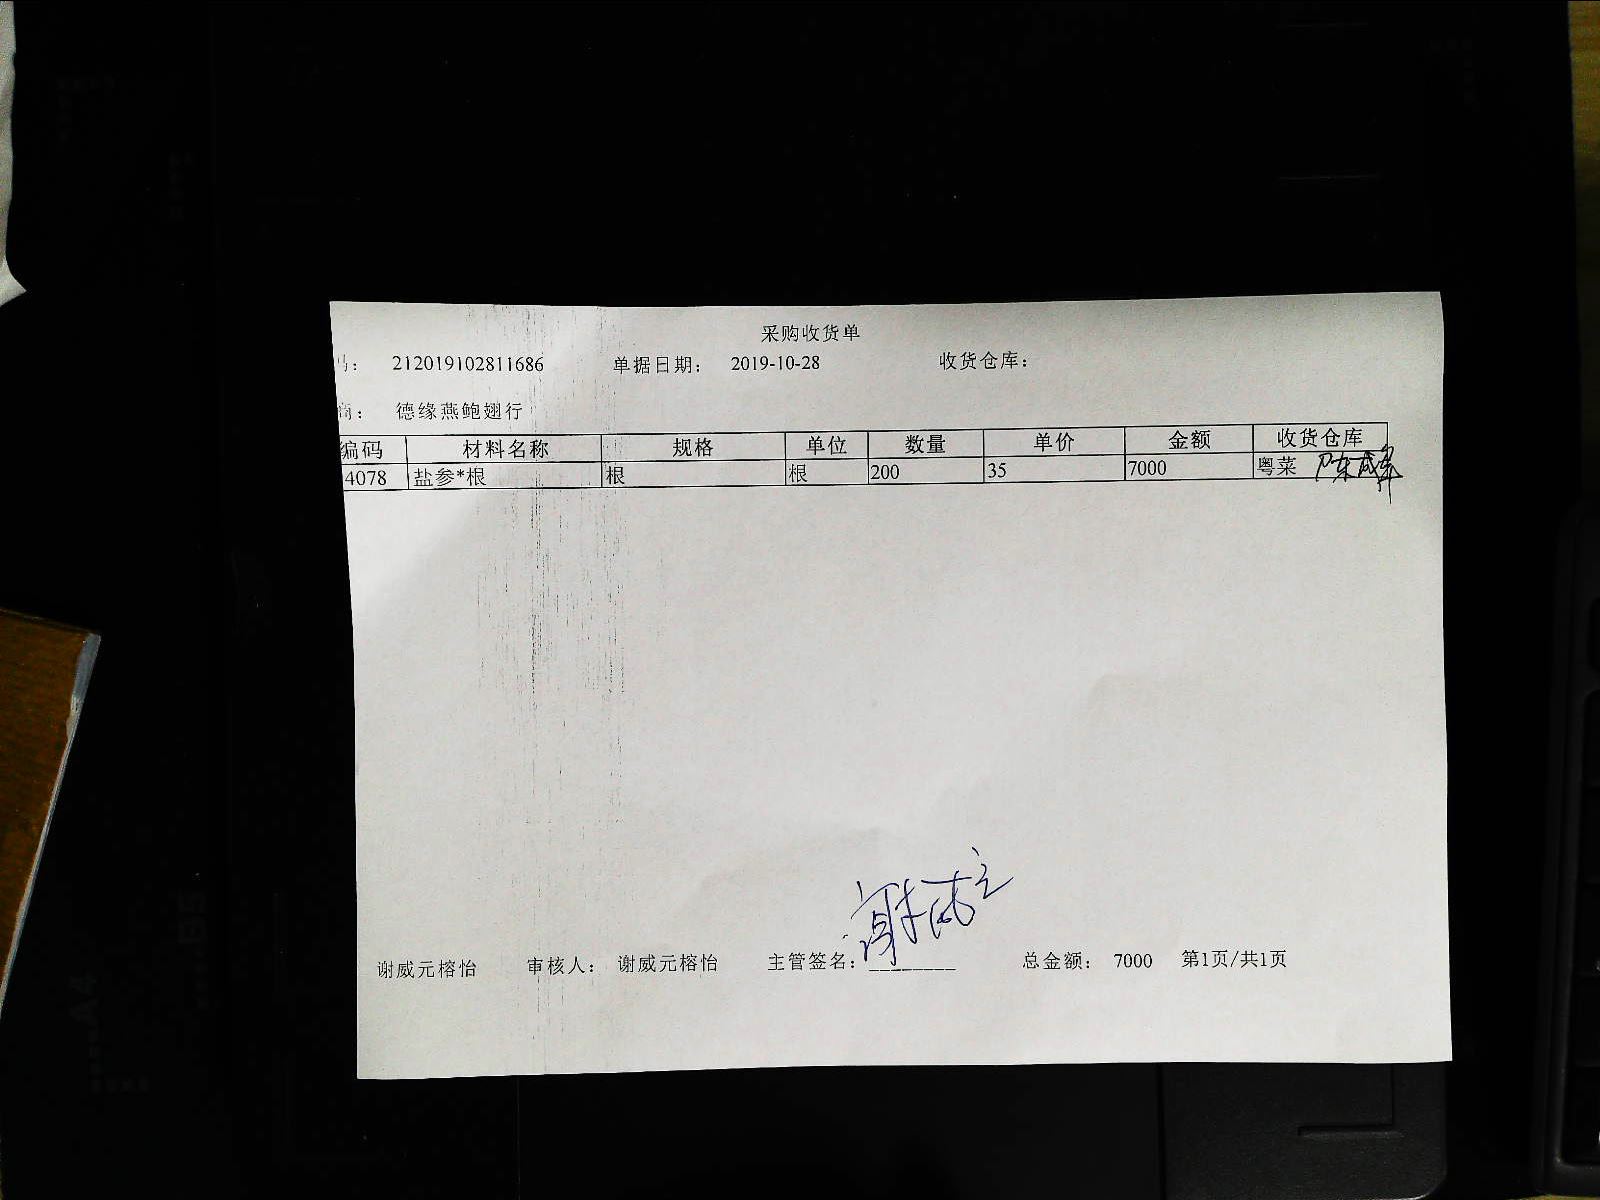 采购收货单
码： 212019102811686 单据日期： 2019-10-28 收货仓库：
商： 德缘燕鲍翅行
编码 材料名称 规格 单位 数量 单价 金额 收货仓库
4078 盐参*根 根 根 200 35 7000 粤菜
谢威元榕怡 审核人： 谢威元榕怡 主管签名： ________ 总金额： 7000 第1页/共1页